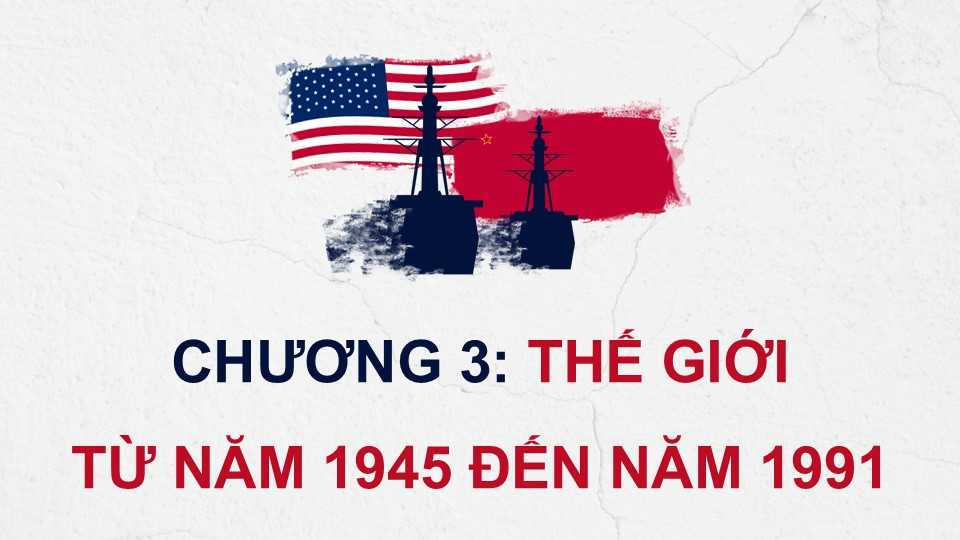 CHƯƠNG 3: THẾ GIỚI
TỪ NĂM 1945 ĐẾN NĂM 1991